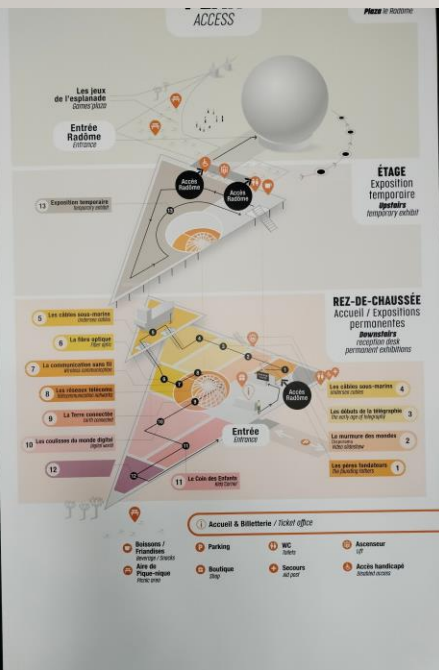 ACCESS
Plaza le Radôme
Les jeux
de l'esplanade
Games'plaza
Entrée
Radôme
Entrance
Accès
Radôme
Accès
Radôme
ÉTAGE
Exposition
temporaire
Upstairs
temporary exhibit
13 Exposition temporaire
temporary exhibit
13
REZ-DE-CHAUSSÉE
Accueil / Expositions
permanentes
Downstairs
reception desk
permanent exhibitions
5 Les câbles sous-marins
Undersea cables
6 La fibre optique
Fiber optic
7 La communication sans fil
Wireless communication
8 Les réseaux télécoms
Telecommunication networks
9 La Terre connectée
Earth connected
10 Les coulisses du monde digital
Digital world
12
11 Le Coin des Enfants
Kids Corner
Accès
Radôme
Entrée
Entrance
Les câbles sous-marins 4
Undersea cables
Les débuts de la télégraphie 3
The early age of telegraphy
Le murmure des mondes 2
Video slideshow
Les pères fondateurs 1
The founding fathers
Accueil & Billetterie / Ticket office
Boissons /
Friandises
Beverage / Snacks
Parking
WC
Toilets
Ascenseur
Lift
Aire de
Pique-nique
Picnic area
Boutique
Shop
Secours
Aid post
Accès handicapé
Disabled access